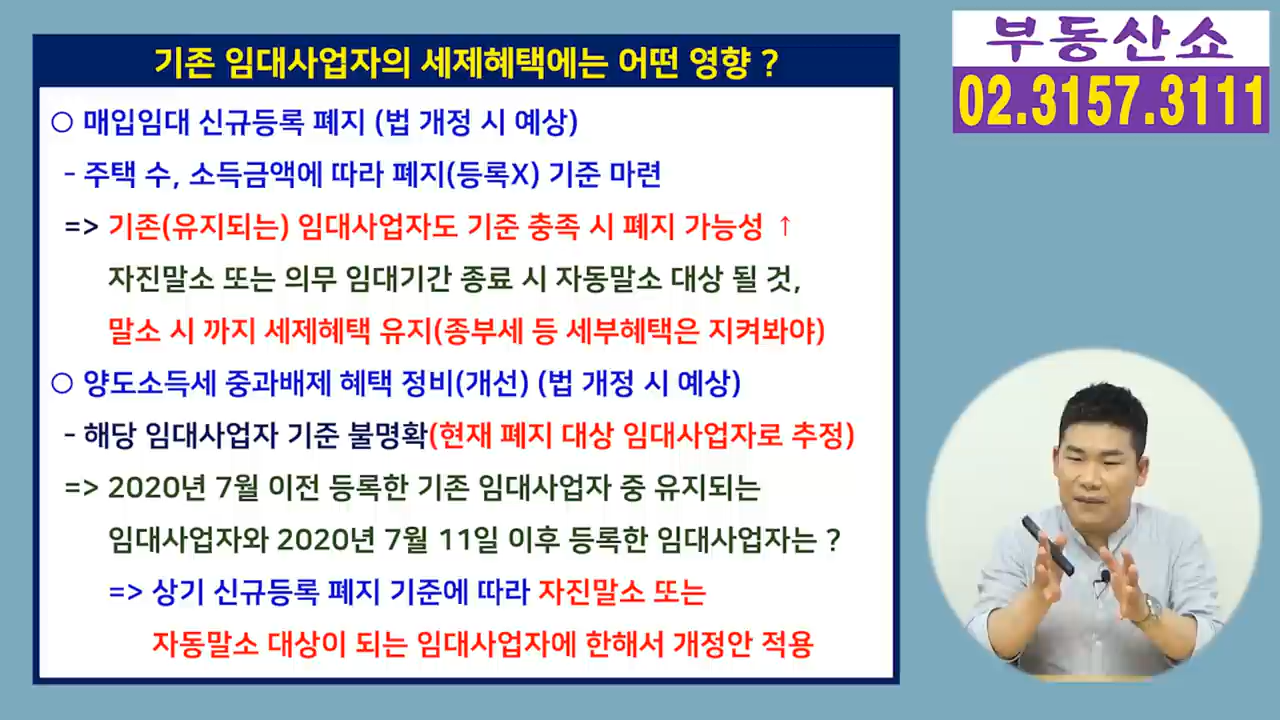 기존 임대사업자의 세제혜택에는 어떤 영향 ?
○ 매입임대 신규등록 폐지 (법 개정 시 예상)
- 주택 수, 소득금액에 따라 폐지(등록X) 기준 마련
=> 기존(유지되는) 임대사업자도 기준 충족 시 폐지 가능성 ↑
자진말소 또는 의무 임대기간 종료 시 자동말소 대상 될 것,
말소 시 까지 세제혜택 유지(종부세 등 세부혜택은 지켜봐야)
○ 양도소득세 중과배제 혜택 정비(개선) (법 개정 시 예상)
- 해당 임대사업자 기준 불명확(현재 폐지 대상 임대사업자로 추정)
=> 2020년 7월 이전 등록한 기존 임대사업자 중 유지되는
임대사업자와 2020년 7월 11일 이후 등록한 임대사업자는 ?
=> 상기 신규등록 폐지 기준에 따라 자진말소 또는
자동말소 대상이 되는 임대사업자에 한해서 개정안 적용
부동산쇼
02.3157.3111